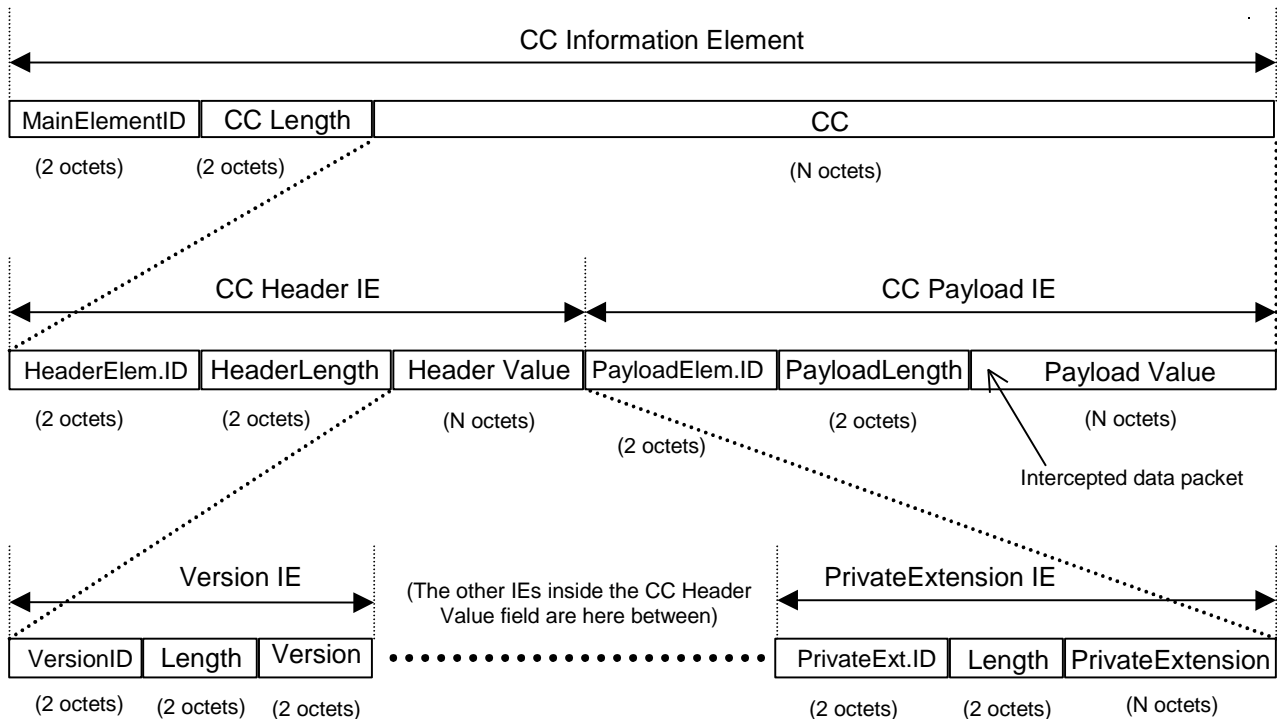 CC Information Element
MainElementID CC Length CC
(2 octets) (2 octets) (N octets)
CC Header IE CC Payload IE
HeaderElem.ID HeaderLength Header Value PayloadElem.ID PayloadLength Payload Value
(2 octets) (2 octets) (N octets) (2 octets) (2 octets) (N octets)
Intercepted data packet
Version IE (The other IEs inside the CC Header PrivateExtension IE
Value field are here between)
VersionID Length Version PrivateExt.ID Length PrivateExtension
(2 octets) (2 octets) (2 octets) (2 octets) (2 octets) (N octets)